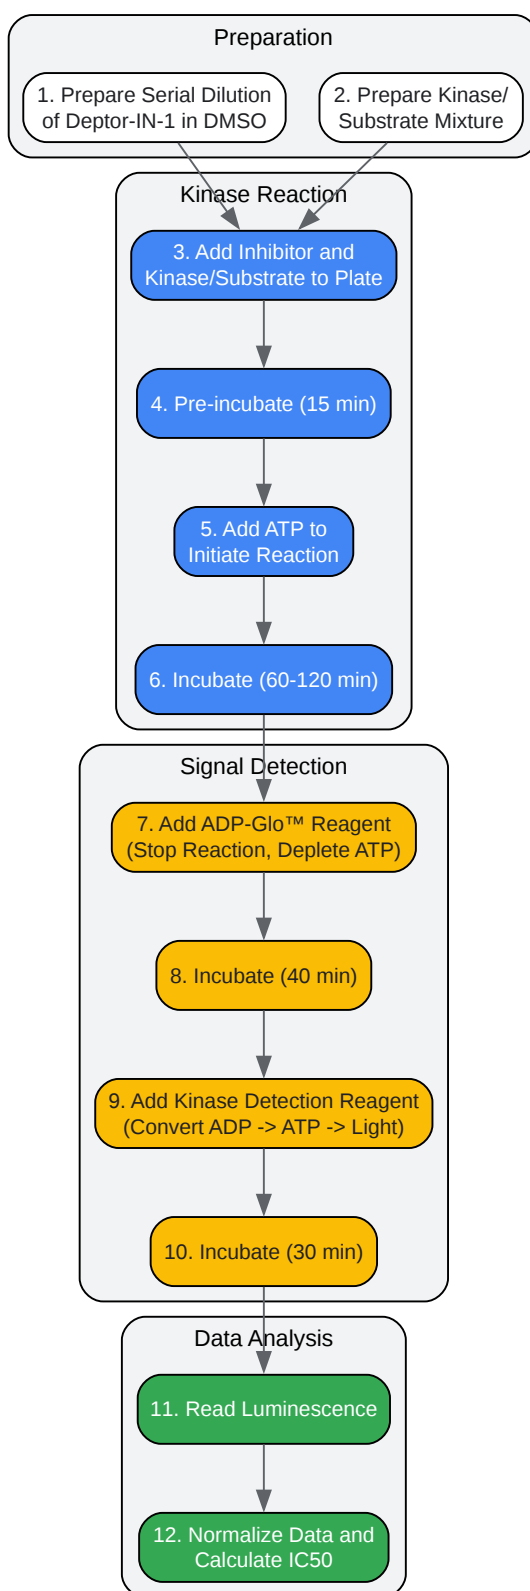 Preparation
1. Prepare Serial Dilution
of Deptor-IN-1 in DMSO
2. Prepare Kinase/
Substrate Mixture
Kinase Reaction
3. Add Inhibitor and
Kinase/Substrate to Plate
4. Pre-incubate (15 min)
5. Add ATP to
Initiate Reaction
6. Incubate (60-120 min)
Signal Detection
7. Add ADP-Glo™ Reagent
(Stop Reaction, Deplete ATP)
8. Incubate (40 min)
9. Add Kinase Detection Reagent
(Convert ADP -> ATP -> Light)
10. Incubate (30 min)
Data Analysis
11. Read Luminescence
12. Normalize Data and
Calculate IC50